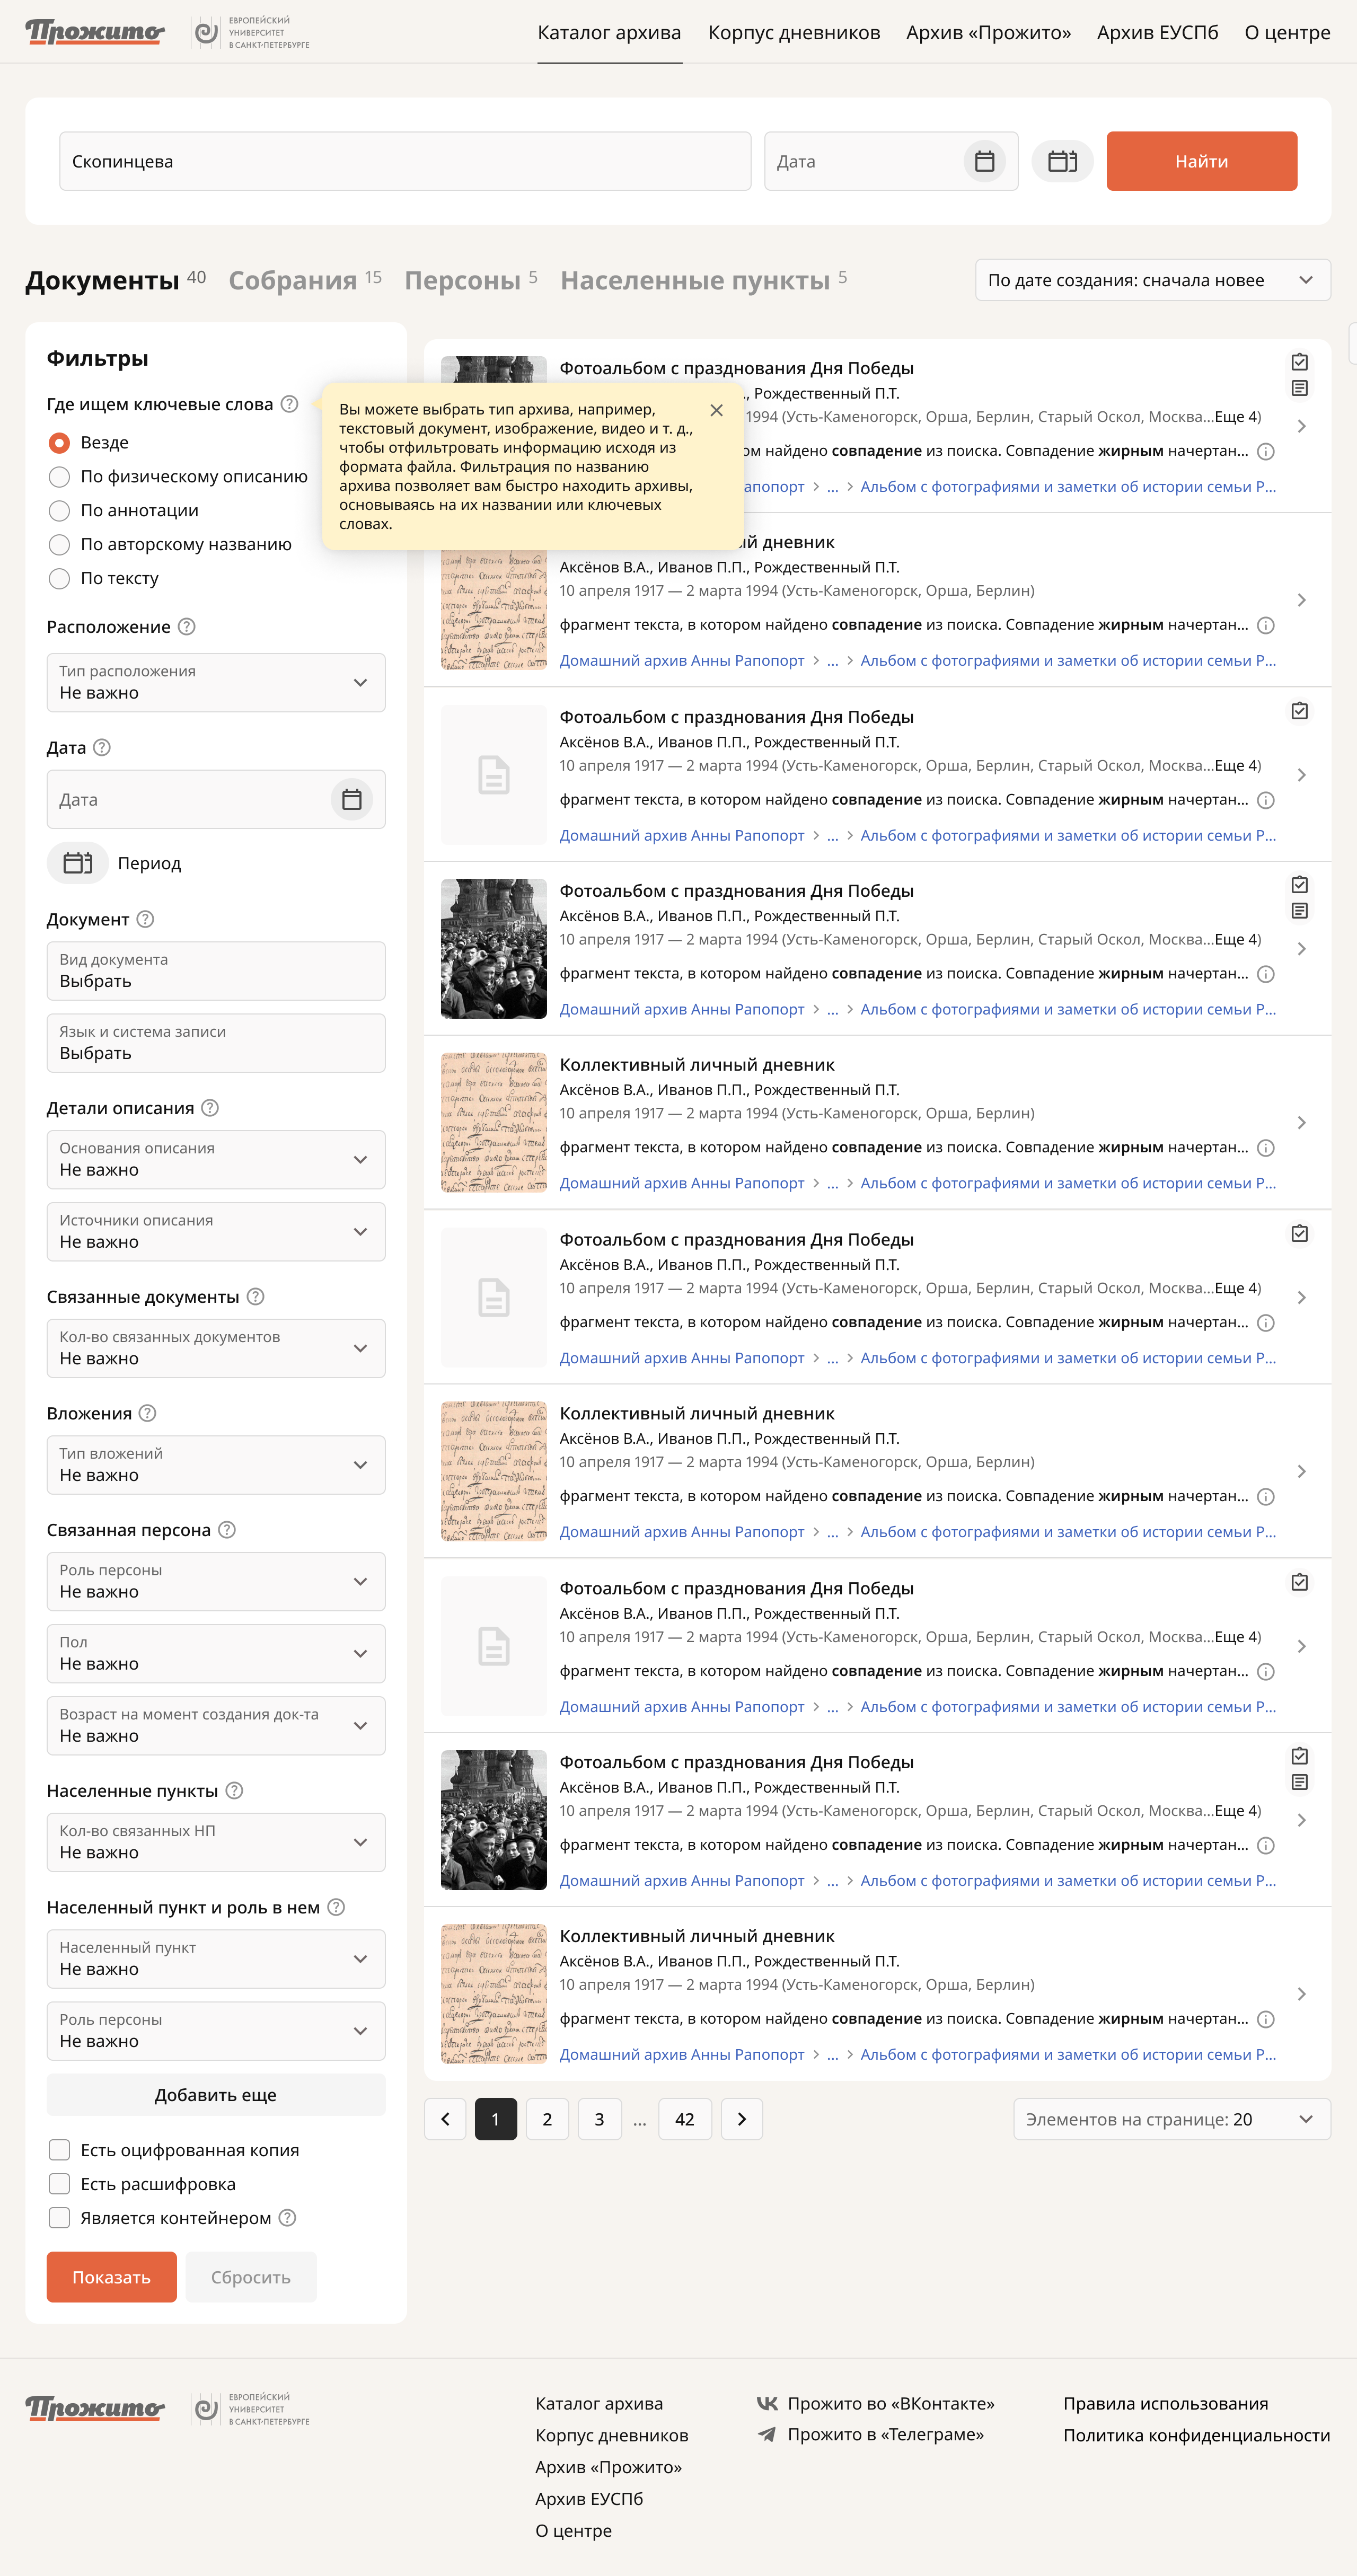 Прожито
ЕВРОПЕЙСКИЙ
УНИВЕРСИТЕТ
В САНКТ-ПЕТЕРБУРГЕ
Каталог архива
Корпус дневников
Архив «Прожито»
Архив ЕУСПб
О центре
Скопинцева
Дата
Найти
Документы 40
Собрания 15
Персоны 5
Населенные пункты 5
По дате создания: сначала новее
Фильтры
Где ищем ключевые слова
Везде
По физическому описанию
По аннотации
По авторскому названию
По тексту
Вы можете выбрать тип архива, например,
текстовый документ, изображение, видео и т. д.,
чтобы отфильтровать информацию исходя из
формата файла. Фильтрация по названию
архива позволяет вам быстро находить архивы,
основываясь на их названии или ключевых
словах.
Расположение
Тип расположения
Не важно
Дата
Дата
Период
Документ
Вид документа
Выбрать
Язык и система записи
Выбрать
Детали описания
Основания описания
Не важно
Источники описания
Не важно
Связанные документы
Кол-во связанных документов
Не важно
Вложения
Тип вложений
Не важно
Связанная персона
Роль персоны
Не важно
Пол
Не важно
Возраст на момент создания док-та
Не важно
Населенные пункты
Кол-во связанных НП
Не важно
Населенный пункт и роль в нем
Населенный пункт
Не важно
Роль персоны
Не важно
Добавить еще
Есть оцифрованная копия
Есть расшифровка
Является контейнером
Показать
Сбросить
Фотоальбом с празднования Дня Победы
, Рождественный П.Т.
1994 (Усть-Каменогорск, Орша, Берлин, Старый Оскол, Москва...Еще 4)
совпадение из поиска. Совпадение жирным начертан...
... Альбом с фотографиями и заметки об истории семьи Р...
дневник
Аксёнов В.А., Иванов П.П., Рождественный П.Т.
10 апреля 1917 — 2 марта 1994 (Усть-Каменогорск, Орша, Берлин)
фрагмент текста, в котором найдено совпадение из поиска. Совпадение жирным начертан...
Домашний архив Анны Рапопорт ... Альбом с фотографиями и заметки об истории семьи Р...
Фотоальбом с празднования Дня Победы
Аксёнов В.А., Иванов П.П., Рождественный П.Т.
10 апреля 1917 — 2 марта 1994 (Усть-Каменогорск, Орша, Берлин, Старый Оскол, Москва...Еще 4)
фрагмент текста, в котором найдено совпадение из поиска. Совпадение жирным начертан...
Домашний архив Анны Рапопорт ... Альбом с фотографиями и заметки об истории семьи Р...
Фотоальбом с празднования Дня Победы
Аксёнов В.А., Иванов П.П., Рождественный П.Т.
10 апреля 1917 — 2 марта 1994 (Усть-Каменогорск, Орша, Берлин, Старый Оскол, Москва...Еще 4)
фрагмент текста, в котором найдено совпадение из поиска. Совпадение жирным начертан...
Домашний архив Анны Рапопорт ... Альбом с фотографиями и заметки об истории семьи Р...
Коллективный личный дневник
Аксёнов В.А., Иванов П.П., Рождественный П.Т.
10 апреля 1917 — 2 марта 1994 (Усть-Каменогорск, Орша, Берлин)
фрагмент текста, в котором найдено совпадение из поиска. Совпадение жирным начертан...
Домашний архив Анны Рапопорт ... Альбом с фотографиями и заметки об истории семьи Р...
Фотоальбом с празднования Дня Победы
Аксёнов В.А., Иванов П.П., Рождественный П.Т.
10 апреля 1917 — 2 марта 1994 (Усть-Каменогорск, Орша, Берлин, Старый Оскол, Москва...Еще 4)
фрагмент текста, в котором найдено совпадение из поиска. Совпадение жирным начертан...
Домашний архив Анны Рапопорт ... Альбом с фотографиями и заметки об истории семьи Р...
Коллективный личный дневник
Аксёнов В.А., Иванов П.П., Рождественный П.Т.
10 апреля 1917 — 2 марта 1994 (Усть-Каменогорск, Орша, Берлин)
фрагмент текста, в котором найдено совпадение из поиска. Совпадение жирным начертан...
Домашний архив Анны Рапопорт ... Альбом с фотографиями и заметки об истории семьи Р...
Фотоальбом с празднования Дня Победы
Аксёнов В.А., Иванов П.П., Рождественный П.Т.
10 апреля 1917 — 2 марта 1994 (Усть-Каменогорск, Орша, Берлин, Старый Оскол, Москва...Еще 4)
фрагмент текста, в котором найдено совпадение из поиска. Совпадение жирным начертан...
Домашний архив Анны Рапопорт ... Альбом с фотографиями и заметки об истории семьи Р...
Фотоальбом с празднования Дня Победы
Аксёнов В.А., Иванов П.П., Рождественный П.Т.
10 апреля 1917 — 2 марта 1994 (Усть-Каменогорск, Орша, Берлин, Старый Оскол, Москва...Еще 4)
фрагмент текста, в котором найдено совпадение из поиска. Совпадение жирным начертан...
Домашний архив Анны Рапопорт ... Альбом с фотографиями и заметки об истории семьи Р...
Коллективный личный дневник
Аксёнов В.А., Иванов П.П., Рождественный П.Т.
10 апреля 1917 — 2 марта 1994 (Усть-Каменогорск, Орша, Берлин)
фрагмент текста, в котором найдено совпадение из поиска. Совпадение жирным начертан...
Домашний архив Анны Рапопорт ... Альбом с фотографиями и заметки об истории семьи Р...
1 2 3 ... 42
Элементов на странице: 20
Прожито
ЕВРОПЕЙСКИЙ
УНИВЕРСИТЕТ
В САНКТ-ПЕТЕРБУРГЕ
Каталог архива
Корпус дневников
Архив «Прожито»
Архив ЕУСПб
О центре
Прожито во «ВКонтакте»
Прожито в «Телеграме»
Правила использования
Политика конфиденциальности